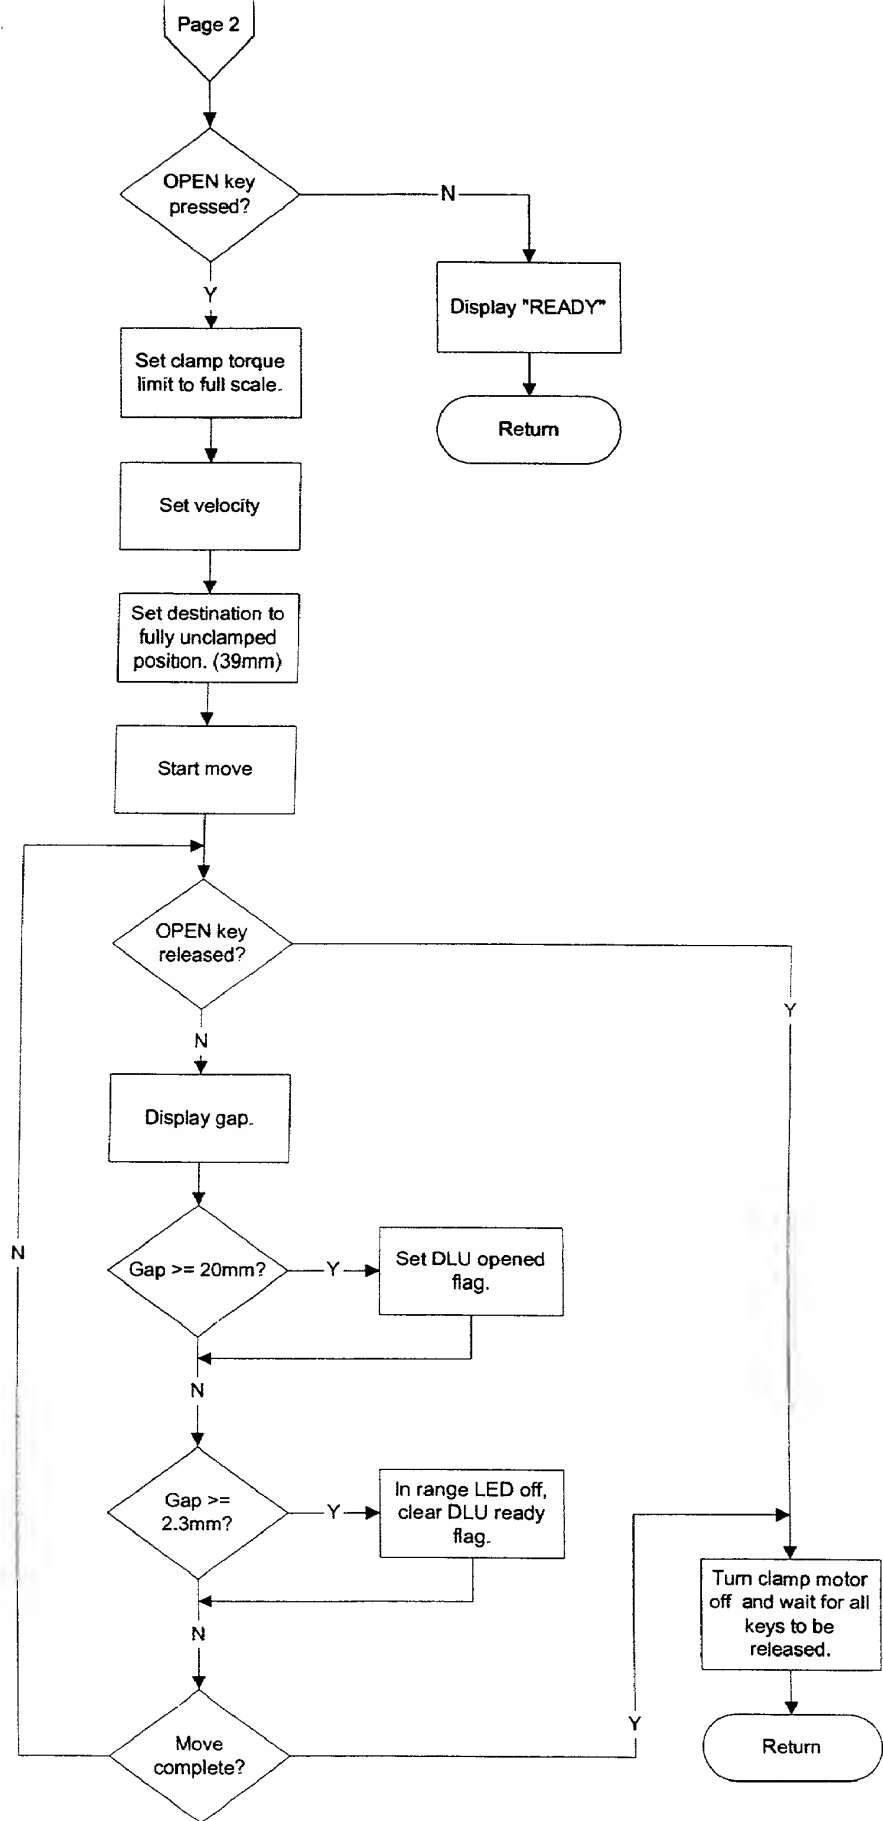 Page 2
OPEN key
pressed?
N
Y
Display "READY"
Set clamp torque
limit to full scale.
Return
Set velocity
Set destination to
fully unclamped
position. (39mm)
Start move
OPEN key
released?
Y
N
Display gap.
N
Gap >= 20mm?
Y
Set DLU opened
flag.
N
Gap >=
2.3mm?
Y
In range LED off,
clear DLU ready
flag.
Turn clamp motor
off and wait for all
keys to be
released.
N
Y
Move
complete?
Return